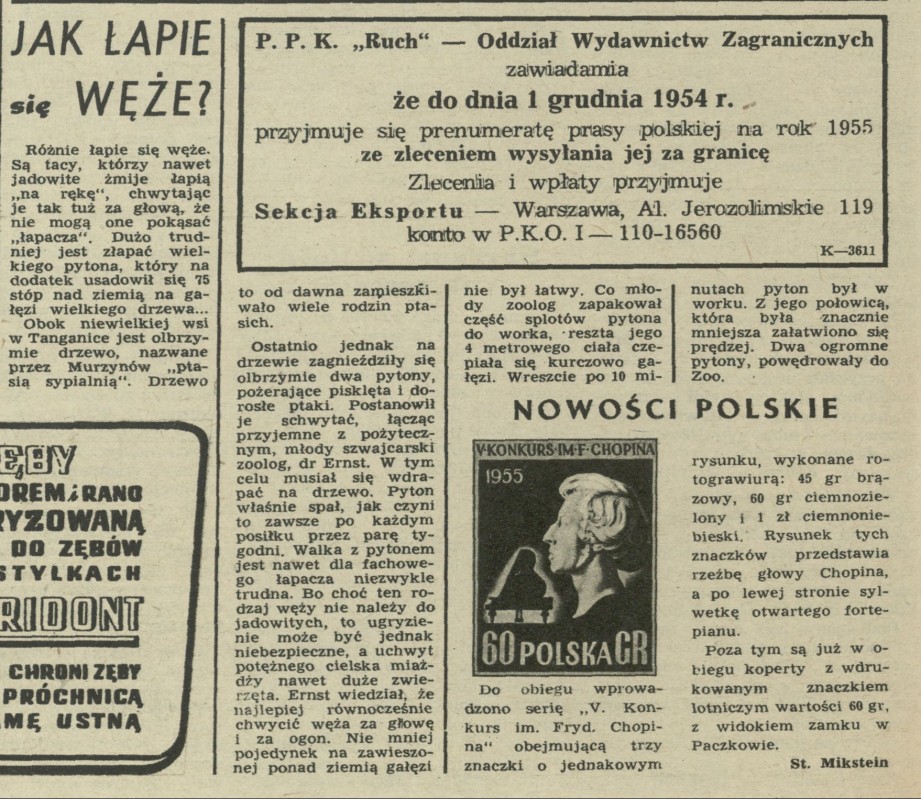 JAK ŁAPIE
się WĘŻE?
Różnie łapie się węże.
Są tacy, którzy nawet
jadowite żmije łapią
„na rękę“, chwytając
je tak tuż za głową, że
nie mogą one pokąsać
„łapacza“. Dużo trud-
niej jest złapać wiel-
kiego pytona, który na
dodatek usadowił się 75
stóp nad ziemią na ga-
łęzi wielkiego drzewa...
Obok niewielkiej wsi
w Tanganice jest olbrzy-
mie drzewo, nazwane
przez Murzynów „pta-
sią sypialnią“. Drzewo
to od dawna zamieszki-
wało wiele rodzin pta-
sich.
Ostatnio jednak na
drzewie zagnieździły się
olbrzymie dwa pytony,
pożerające pisklęta i do-
rosłe ptaki. Postanowił
je schwytać, łącząc
przyjemne z pożytecz-
nym, młody szwajcarski
zoolog, dr Ernst. W tym
celu musiał się wdra-
pać na drzewo. Pyton
właśnie spał, jak czyni
to zawsze po każdym
posiłku przez parę ty-
godni. Walka z pytonem
jest nawet dla fachowe-
go łapacza niezwykle
trudna. Bo choć ten ro-
dzaj węży nie należy do
jadowitych, to ugryzie-
nie może być jednak
niebezpieczne, a uchwyt
potężnego cielska miaż-
dży nawet duże zwie-
rzęta. Ernst wiedział, że
najlepiej równocześnie
chwycić węża za głowę
i za ogon. Nie mniej
pojedynek na zawieszo-
nej ponad ziemią gałęzi
nie był łatwy. Co mło-
dy zoolog zapakował
część splotów pytona
do worka, reszta jego
4 metrowego ciała cze-
piała się kurczowo ga-
łęzi. Wreszcie po 10 mi-
nutach pyton był w
worku. Z jego połowicą,
która była znacznie
mniejsza załatwiono się
prędzej. Dwa ogromne
pytony, powędrowały do
Zoo.
P. P. K. „Ruch“ — Oddział Wydawnictw Zagranicznych
zawiadamia
że do dnia 1 grudnia 1954 r.
przyjmuje się prenumeratę prasy polskiej na rok 1955
ze zleceniem wysyłania jej za granicę
Zlecenia i wpłaty przyjmuje
Sekcja Eksportu — Warszawa, Al. Jerozolimskie 119
konto w P.K.O. I — 110-16560
K—3611
NOWOŚCI POLSKIE
V·KONKURS·IM·F·CHOPINA
1955
60 POLSKA GR
Do obiegu wprowa-
dzono serię „V. Kon-
kurs im. Fryd. Chopi-
na“ obejmującą trzy
znaczki o jednakowym
rysunku, wykonane ro-
tograwiurą: 45 gr brą-
zowy, 60 gr ciemnozie-
lony i 1 zł ciemnonie-
bieski. Rysunek tych
znaczków przedstawia
rzeźbę głowy Chopina,
a po lewej stronie syl-
wetkę otwartego forte-
pianu.
Poza tym są już w o-
biegu koperty z wdru-
kowanym znaczkiem
lotniczym wartości 60 gr,
z widokiem zamku w
Paczkowie.
St. Mikstein
ĘBY
OREM i RANO
RYZOWANĄ
DO ZĘBÓW
STYLKACH
RIDONT
CHRONI ZĘBY
PRÓCHNICĄ
AMĘ USTNĄ